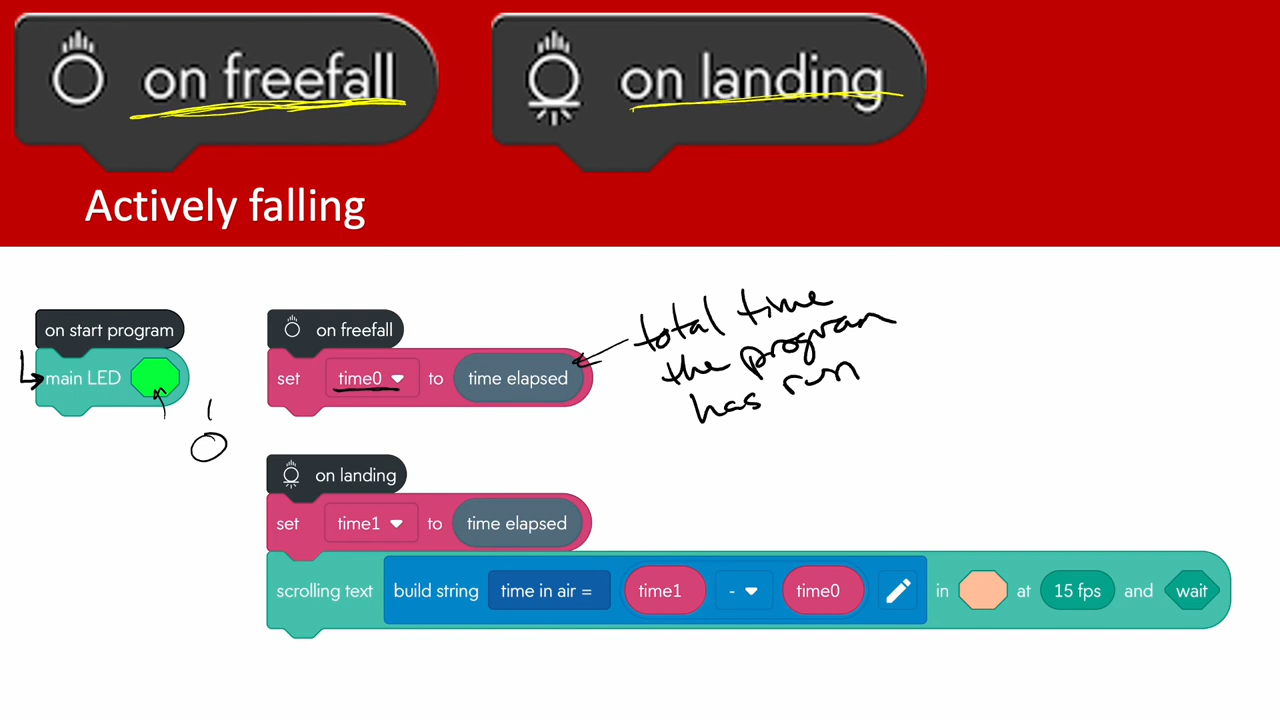 on freefall
on landing
Actively falling
on start program
main LED
on freefall
set time0 to time elapsed
total time
the program
has run
on landing
set time1 to time elapsed
scrolling text build string time in air = time1 - time0 in at 15 fps and wait